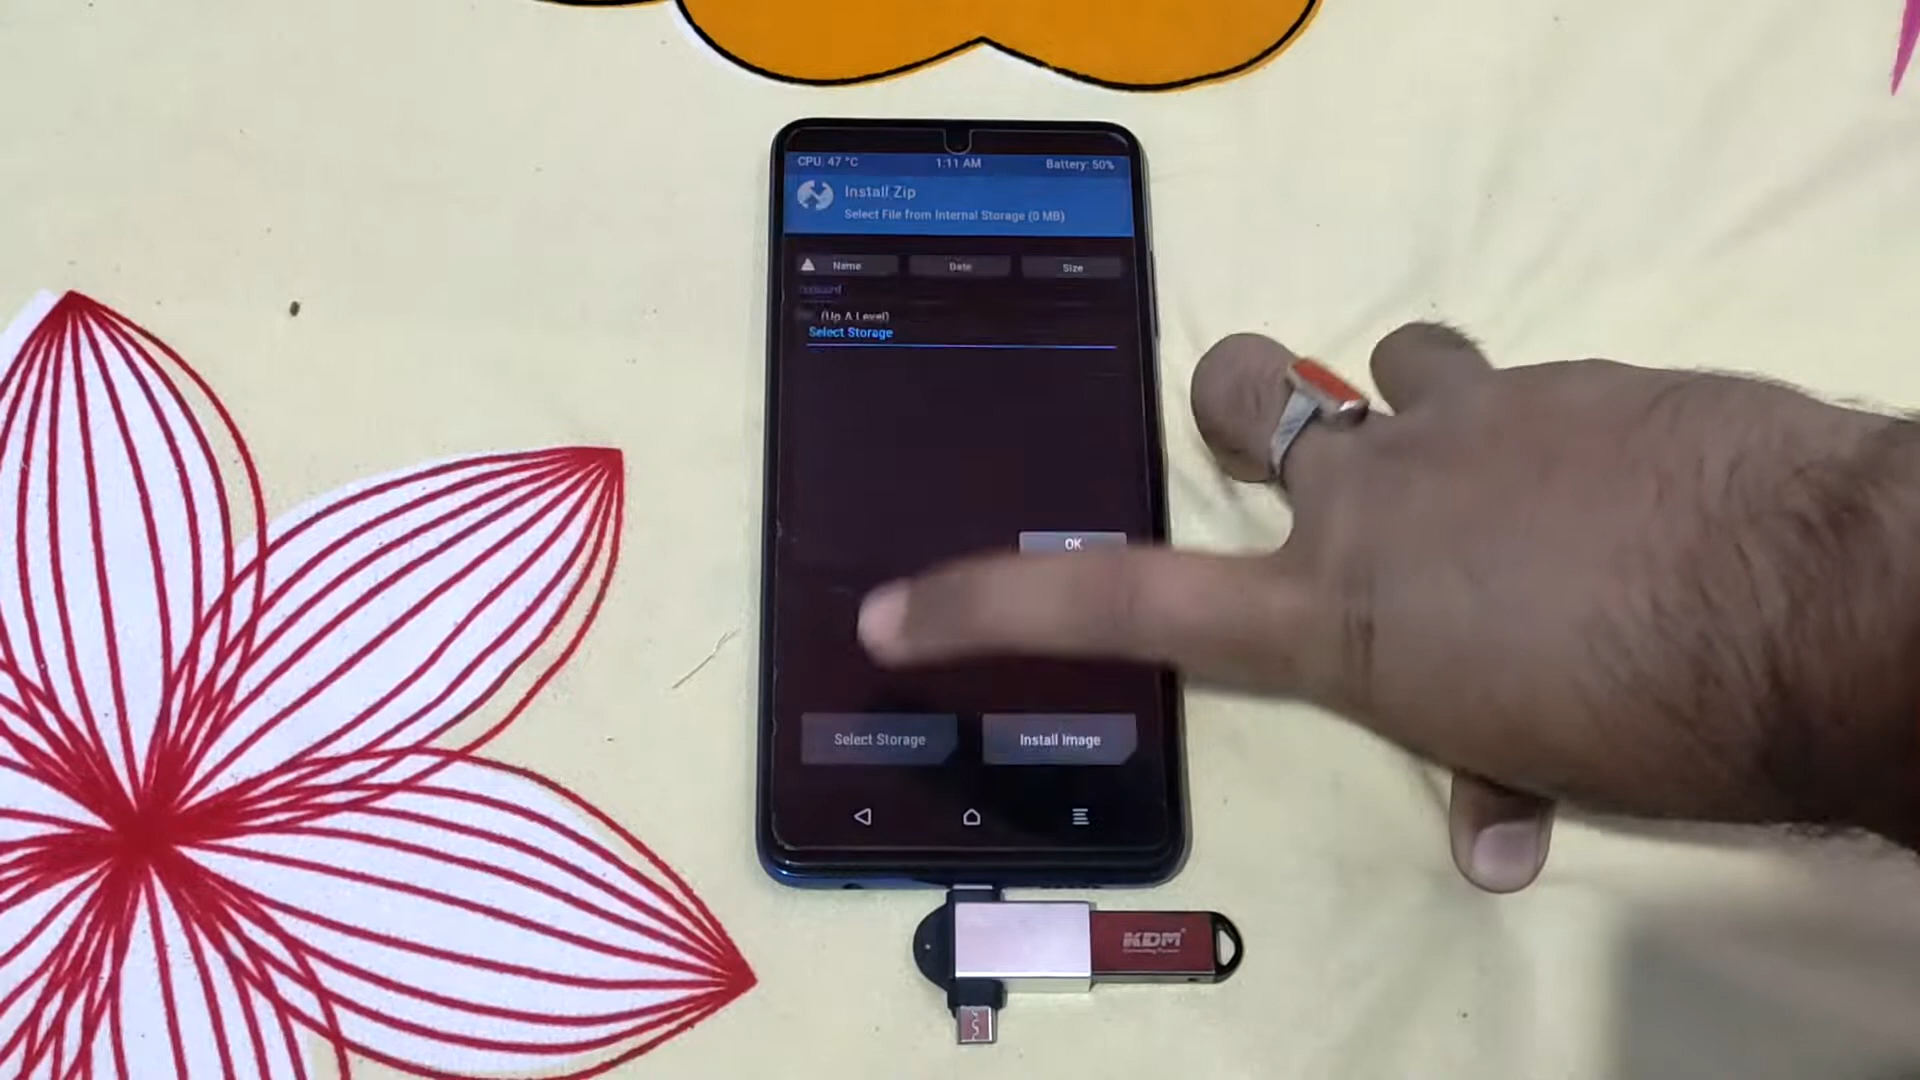 CPU: 47 °C 1:11 AM Battery: 50%
Install Zip
Select File from Internal Storage (0 MB)
Name Date Size
(Up A Level)
Select Storage
OK
Select Storage Install Image
KDM